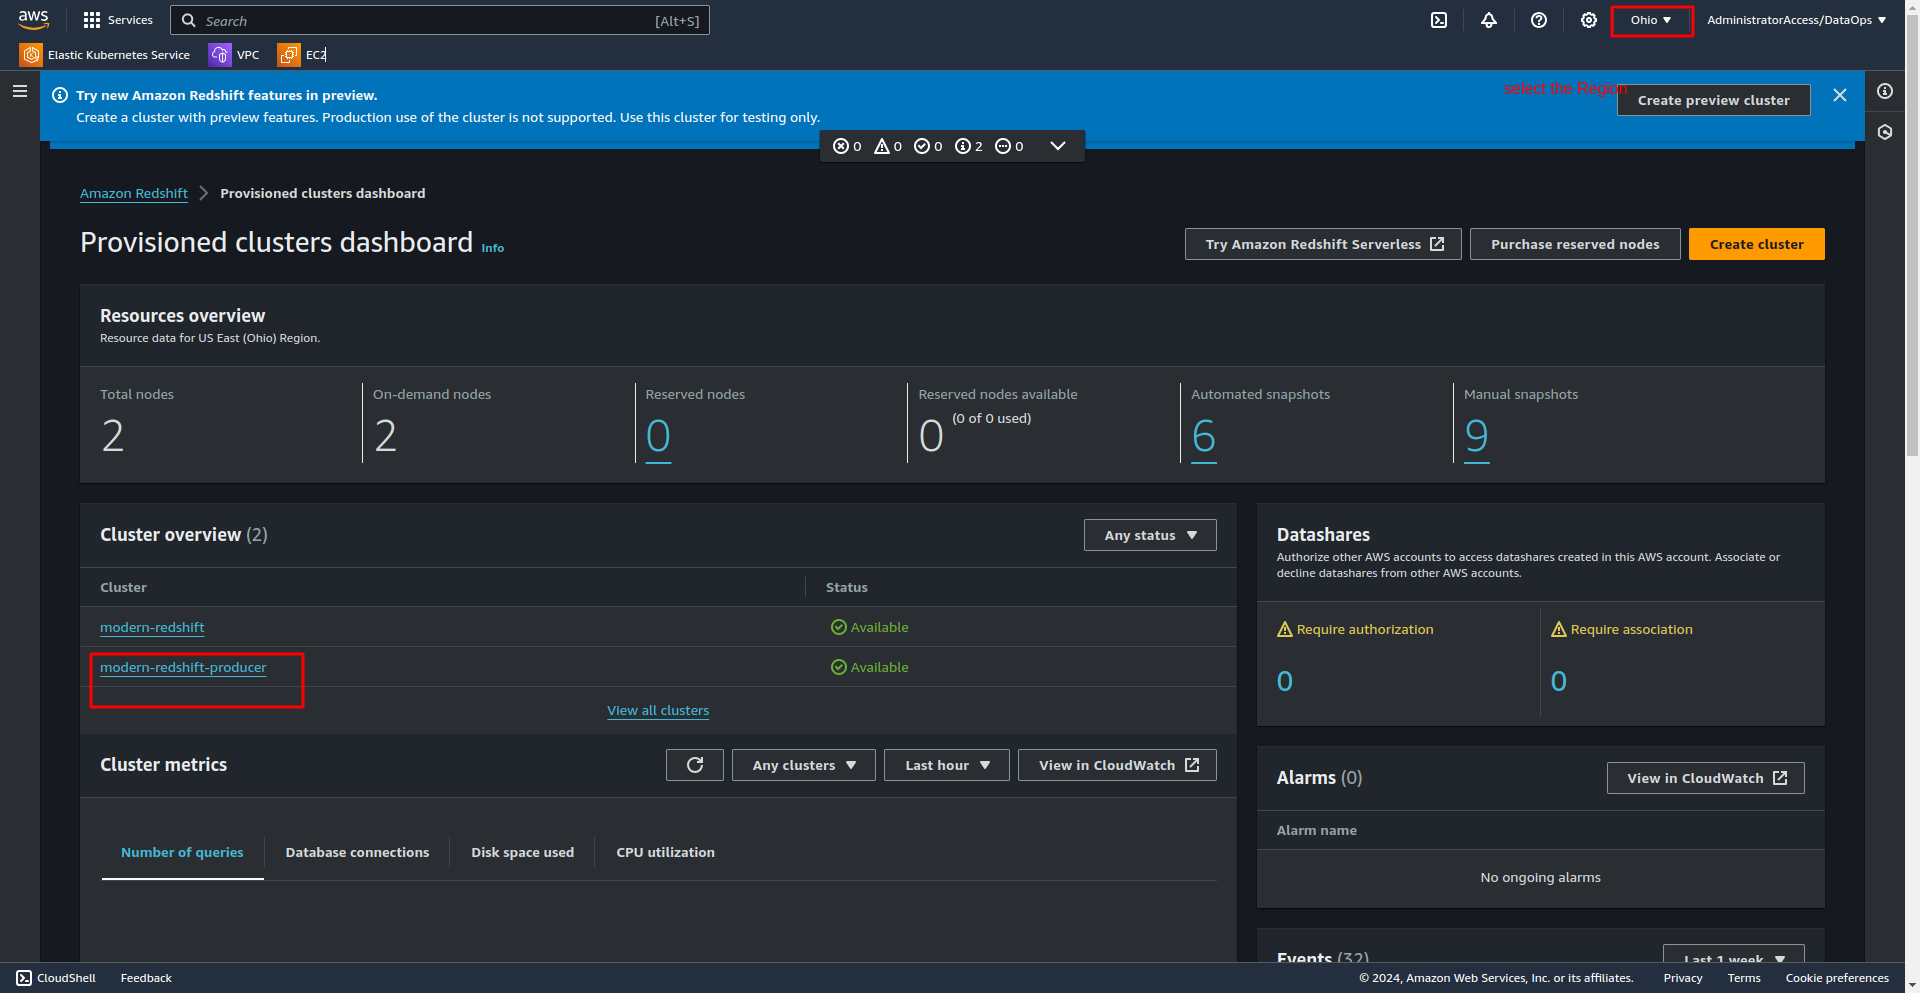 aws
Services
Search [Alt+S]
Ohio
AdministratorAccess/DataOps
Elastic Kubernetes Service
VPC
EC2
Try new Amazon Redshift features in preview.
Create a cluster with preview features. Production use of the cluster is not supported. Use this cluster for testing only.
select the Region
Create preview cluster
0 0 0 2 0
Amazon Redshift Provisioned clusters dashboard
Provisioned clusters dashboard Info
Try Amazon Redshift Serverless
Purchase reserved nodes
Create cluster
Resources overview
Resource data for US East (Ohio) Region.
Total nodes
2
On-demand nodes
2
Reserved nodes
0
Reserved nodes available
0 (0 of 0 used)
Automated snapshots
6
Manual snapshots
9
Cluster overview (2)
Any status
Cluster Status
modern-redshift Available
modern-redshift-producer Available
View all clusters
Datashares
Authorize other AWS accounts to access datashares created in this AWS account. Associate or
decline datashares from other AWS accounts.
Require authorization
0
Require association
0
Cluster metrics
Any clusters
Last hour
View in CloudWatch
Number of queries
Database connections
Disk space used
CPU utilization
Alarms (0)
View in CloudWatch
Alarm name
No ongoing alarms
Events (32)
Last 1 week
CloudShell
Feedback
© 2024, Amazon Web Services, Inc. or its affiliates.
Privacy
Terms
Cookie preferences